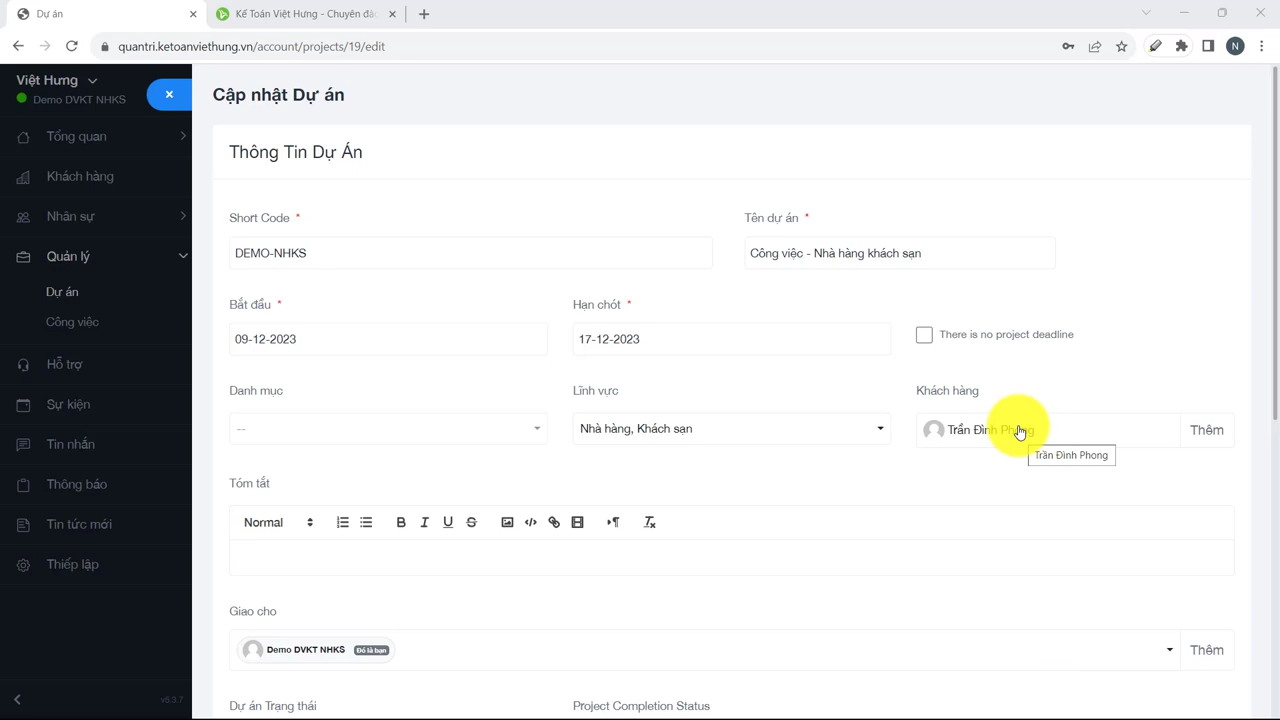 Dự án
Kế Toán Việt Hưng - Chuyên đà
quantri.ketoanviethung.vn/account/projects/19/edit
N
Việt Hưng
Demo DVKT NHKS
Tổng quan
Khách hàng
Nhân sự
Quản lý
Dự án
Công việc
Hỗ trợ
Sự kiện
Tin nhắn
Thông báo
Tin tức mới
Thiếp lập
v5.3.7
Cập nhật Dự án
Thông Tin Dự Án
Short Code *
Tên dự án *
DEMO-NHKS
Công việc - Nhà hàng khách sạn
Bắt đầu *
Hạn chót *
09-12-2023
17-12-2023
There is no project deadline
Danh mục
Lĩnh vực
Khách hàng
--
Nhà hàng, Khách sạn
Trần Đình Phong
Thêm
Trần Đình Phong
Tóm tắt
Normal
Giao cho
Demo DVKT NHKS Đó là bạn
Thêm
Dự án Trạng thái
Project Completion Status